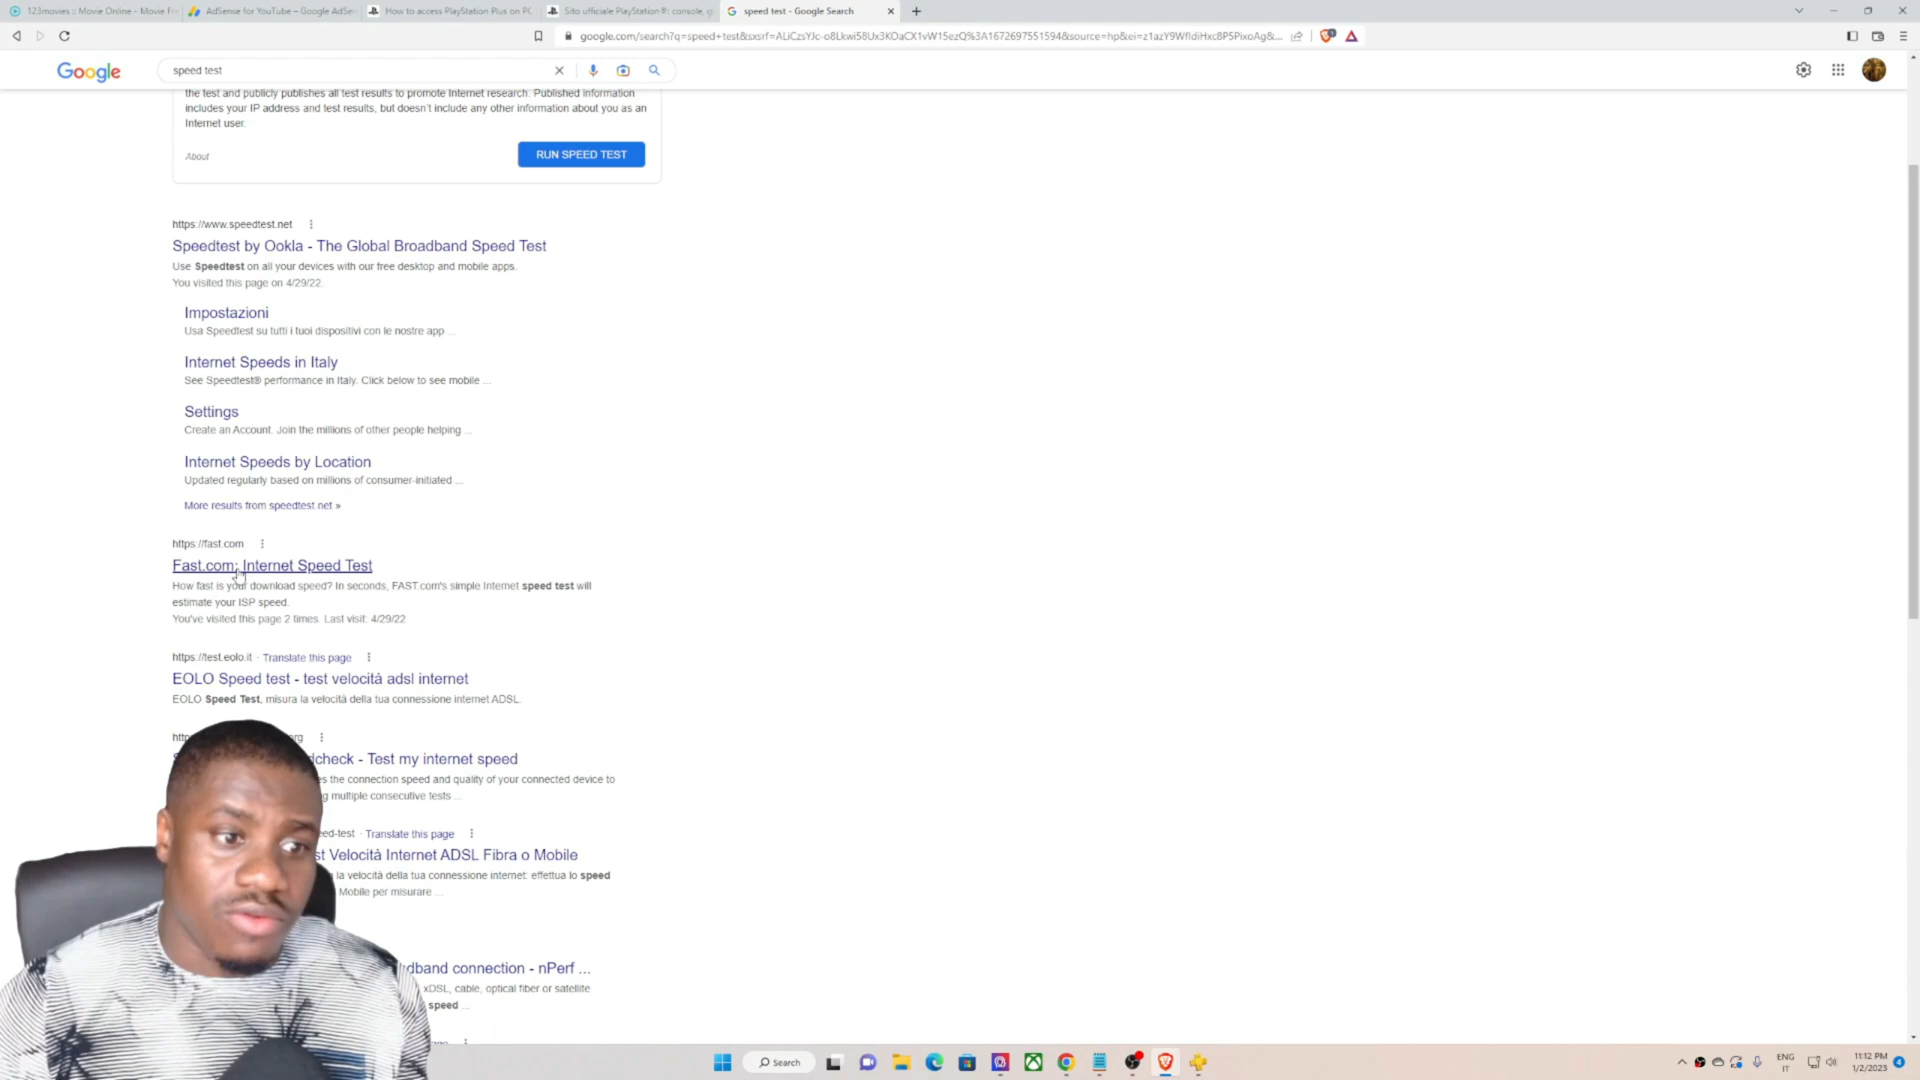 123movies :: Movie Online - Movie Fr
AdSense for YouTube – Google AdSe
How to access PlayStation Plus on PC
Sito ufficiale PlayStation®: console, g
speed test - Google Search
Google
speed test
the test and publicly publishes all test results to promote Internet research. Published information
includes your IP address and test results, but doesn't include any other information about you as an
Internet user.
About
RUN SPEED TEST
https://www.speedtest.net
Speedtest by Ookla - The Global Broadband Speed Test
Use Speedtest on all your devices with our free desktop and mobile apps.
You visited this page on 4/29/22.
Impostazioni
Usa Speedtest su tutti i tuoi dispositivi con le nostre app ...
Internet Speeds in Italy
See Speedtest® performance in Italy. Click below to see mobile ...
Settings
Create an Account. Join the millions of other people helping ...
Internet Speeds by Location
Updated regularly based on millions of consumer-initiated ...
More results from speedtest.net »
https://fast.com
Fast.com: Internet Speed Test
How fast is your download speed? In seconds, FAST.com's simple Internet speed test will
estimate your ISP speed.
You've visited this page 2 times. Last visit: 4/29/22
https://test.eolo.it · Translate this page
EOLO Speed test - test velocità adsl internet
EOLO Speed Test, misura la velocità della tua connessione internet ADSL.
rg
dcheck - Test my internet speed
es the connection speed and quality of your connected device to
g multiple consecutive tests ...
ed-test · Translate this page
st Velocità Internet ADSL Fibra o Mobile
la velocità della tua connessione internet: effettua lo speed
Mobile per misurare ...
dband connection - nPerf ...
xDSL, cable, optical fiber or satellite
speed ...
Search
ENG
IT
11:12 PM
1/2/2023
4